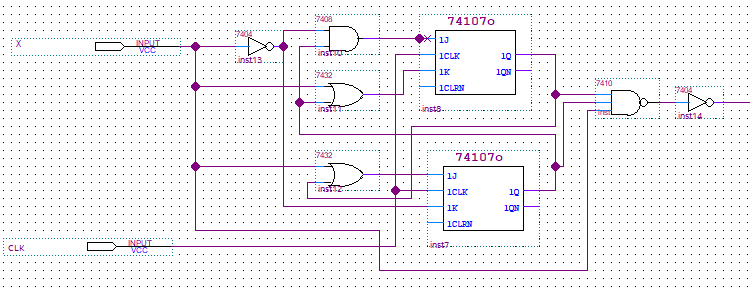 X
INPUT
VCC
7404
inst13
7408
inst10
7432
inst11
74107o
1J
1CLK
1K
1CLRN
1Q
1QN
inst8
7410
inst
7404
inst14
7432
inst12
74107o
1J
1CLK
1K
1CLRN
1Q
1QN
inst7
CLK
INPUT
VCC